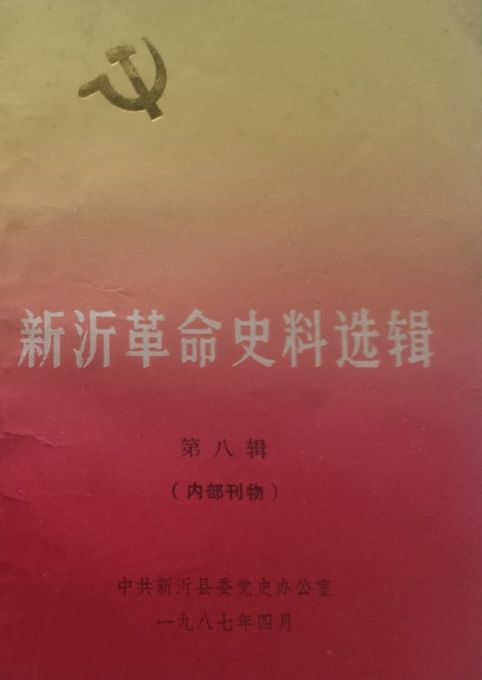 新沂革命史料选辑
第八辑
（内部刊物）
中共新沂县委党史办公室
一九八七年四月